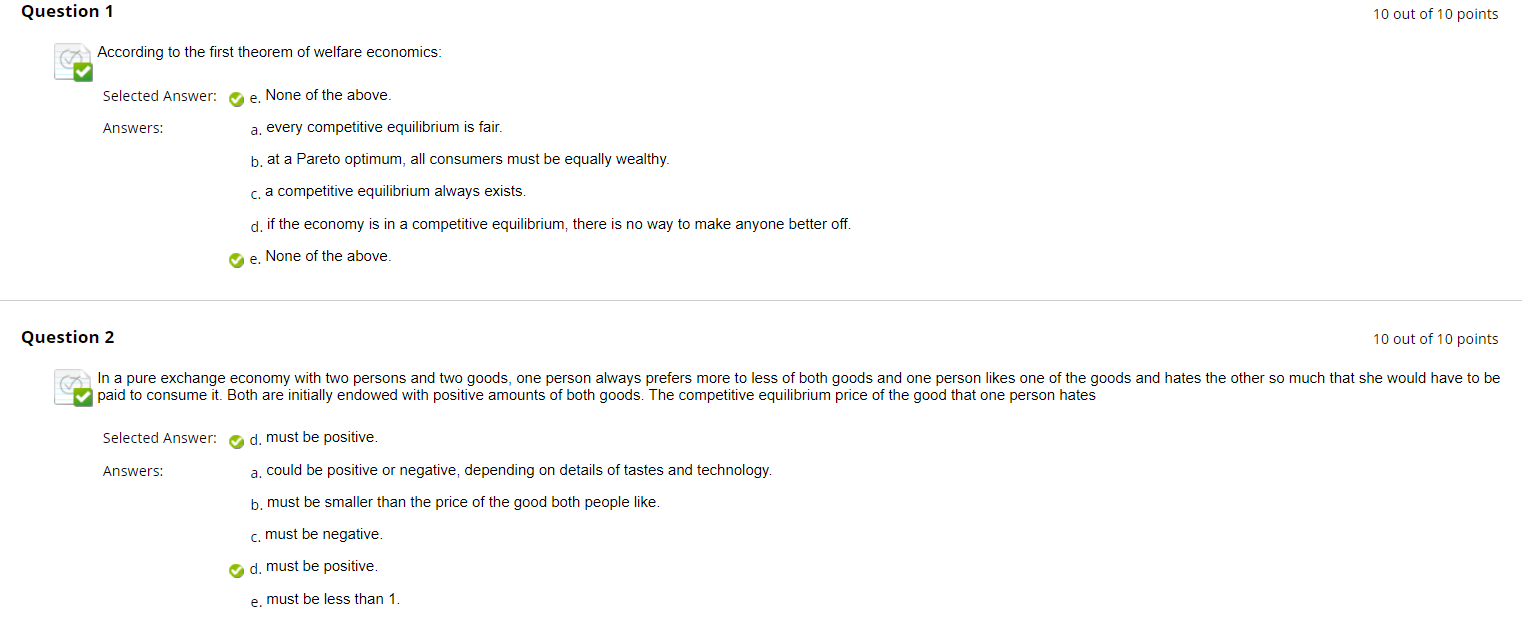 Question 1
10 out of 10 points
According to the first theorem of welfare economics:
Selected Answer: e. None of the above.
Answers: a. every competitive equilibrium is fair.
b. at a Pareto optimum, all consumers must be equally wealthy.
c. a competitive equilibrium always exists.
d. if the economy is in a competitive equilibrium, there is no way to make anyone better off.
e. None of the above.
Question 2
10 out of 10 points
In a pure exchange economy with two persons and two goods, one person always prefers more to less of both goods and one person likes one of the goods and hates the other so much that she would have to be
paid to consume it. Both are initially endowed with positive amounts of both goods. The competitive equilibrium price of the good that one person hates
Selected Answer: d. must be positive.
Answers: a. could be positive or negative, depending on details of tastes and technology.
b. must be smaller than the price of the good both people like.
c. must be negative.
d. must be positive.
e. must be less than 1.